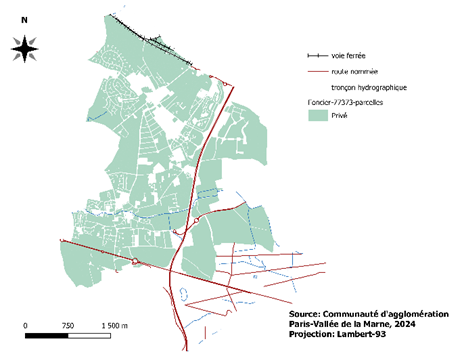 N
voie ferrée
route nommée
tronçon hydrographique
Foncier-77373-parcelles
Privé
Source: Communauté d'agglomération
Paris-Vallée de la Marne, 2024
Projection: Lambert-93
0 750 1 500 m